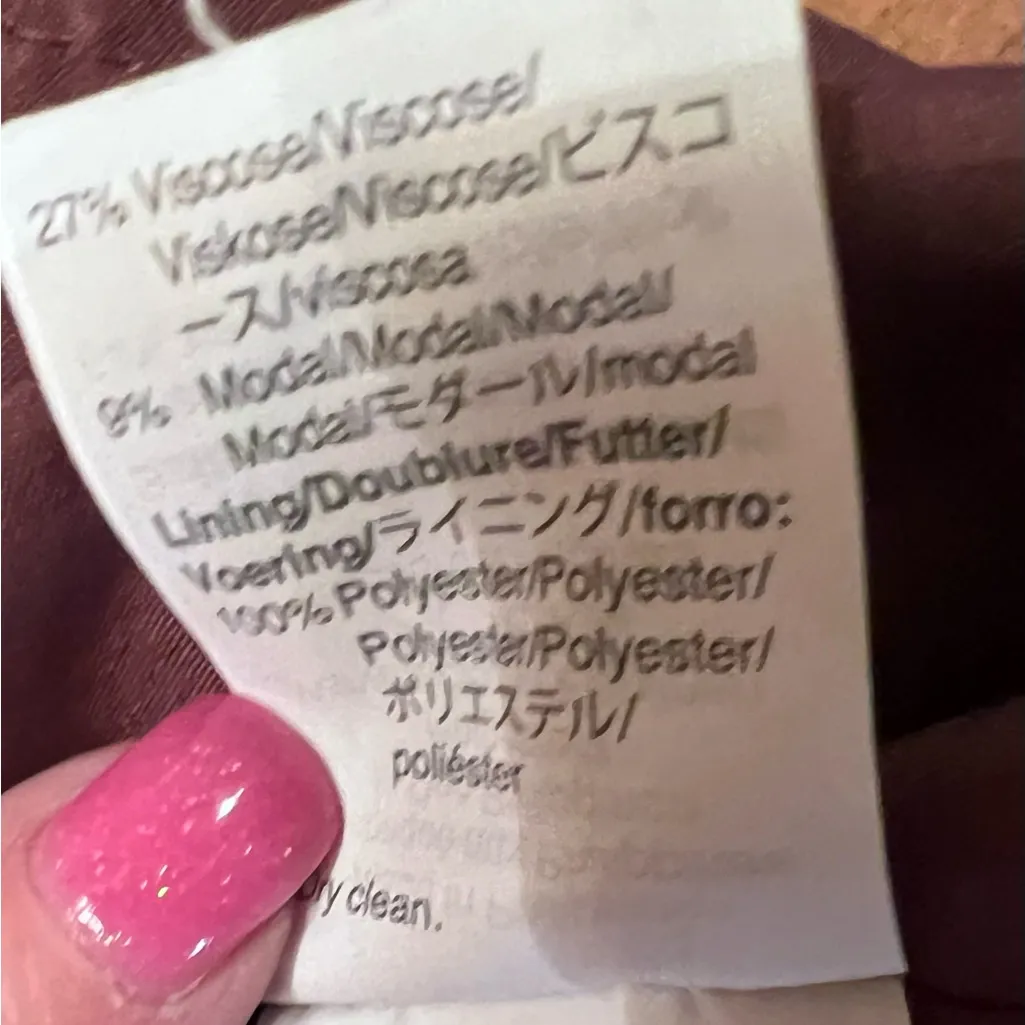 27% Viscose/Viscose/
Viskose/Viscose/ビスコ
ース/viscosa
9% Modal/Modal/Modal/
Modal/モダール/modal
Lining/Doublure/Futter/
Voering/ライニング/forro:
100% Polyester/Polyester/
Polyester/Polyester/
ポリエステル/
poliéster
Dry clean.